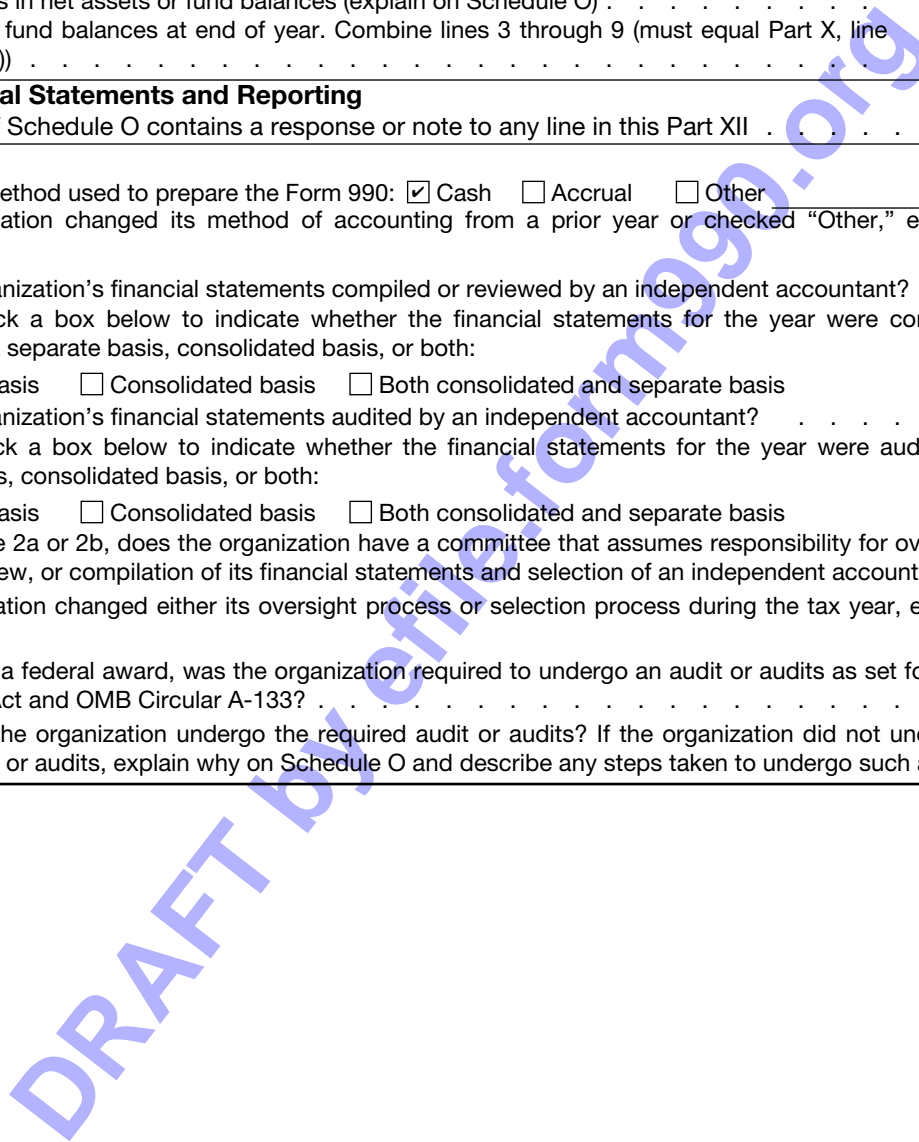 s in net assets or fund balances (explain on Schedule O) . . . . . . . . .
fund balances at end of year. Combine lines 3 through 9 (must equal Part X, line
)) . . . . . . . . . . . . . . . . . . . . . . . . . . .
al Statements and Reporting
Schedule O contains a response or note to any line in this Part XII . . . . .
ethod used to prepare the Form 990: ✔ Cash ☐ Accrual ☐ Other
ation changed its method of accounting from a prior year or checked “Other,” e
anization’s financial statements compiled or reviewed by an independent accountant?
ck a box below to indicate whether the financial statements for the year were co
separate basis, consolidated basis, or both:
asis ☐ Consolidated basis ☐ Both consolidated and separate basis
anization’s financial statements audited by an independent accountant? . . . .
ck a box below to indicate whether the financial statements for the year were aud
s, consolidated basis, or both:
asis ☐ Consolidated basis ☐ Both consolidated and separate basis
e 2a or 2b, does the organization have a committee that assumes responsibility for ov
ew, or compilation of its financial statements and selection of an independent account
ation changed either its oversight process or selection process during the tax year, e
a federal award, was the organization required to undergo an audit or audits as set fo
Act and OMB Circular A-133? . . . . . . . . . . . . . . . . . . .
he organization undergo the required audit or audits? If the organization did not un
or audits, explain why on Schedule O and describe any steps taken to undergo such a
DRAFT by efile.form990.org